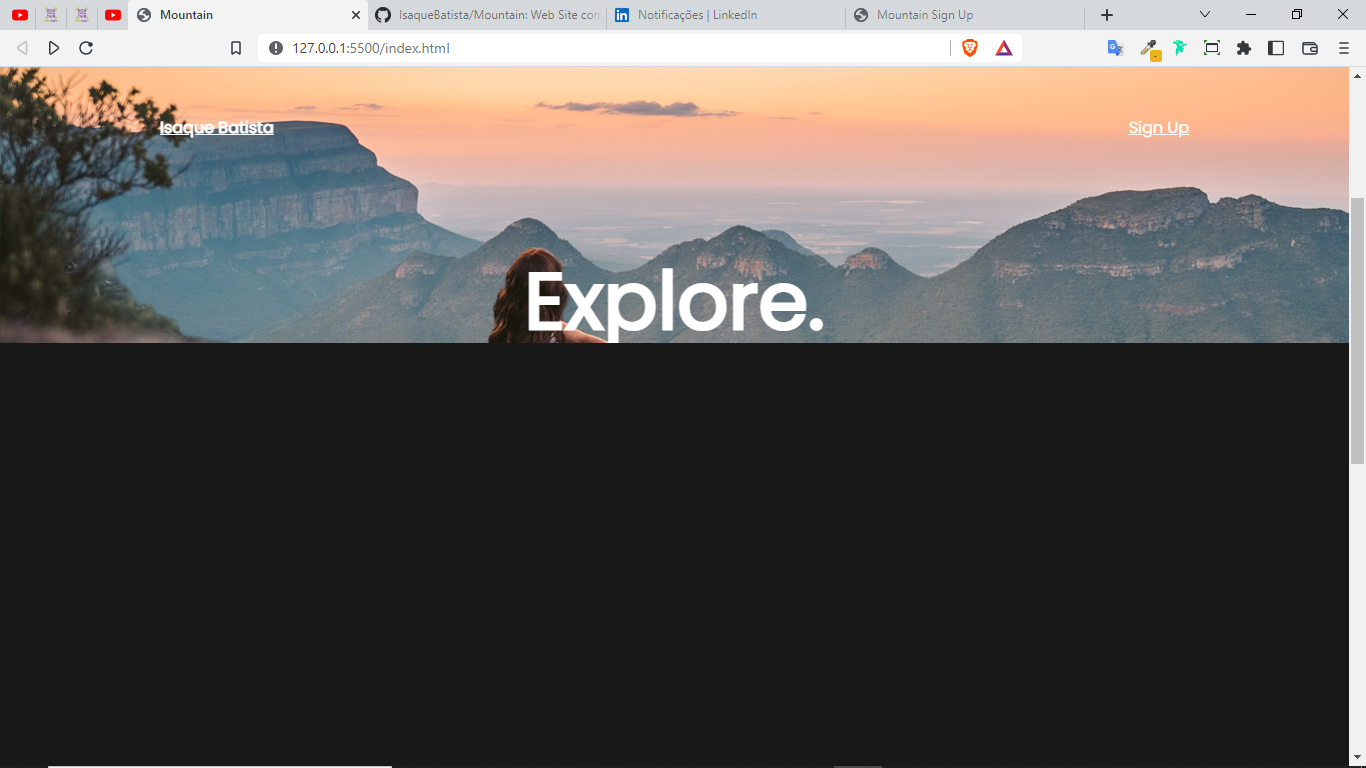 Mountain
IsaqueBatista/Mountain: Web Site com
Notificações | LinkedIn
Mountain Sign Up
127.0.0.1:5500/index.html
Isaque Batista
Sign Up
Explore.